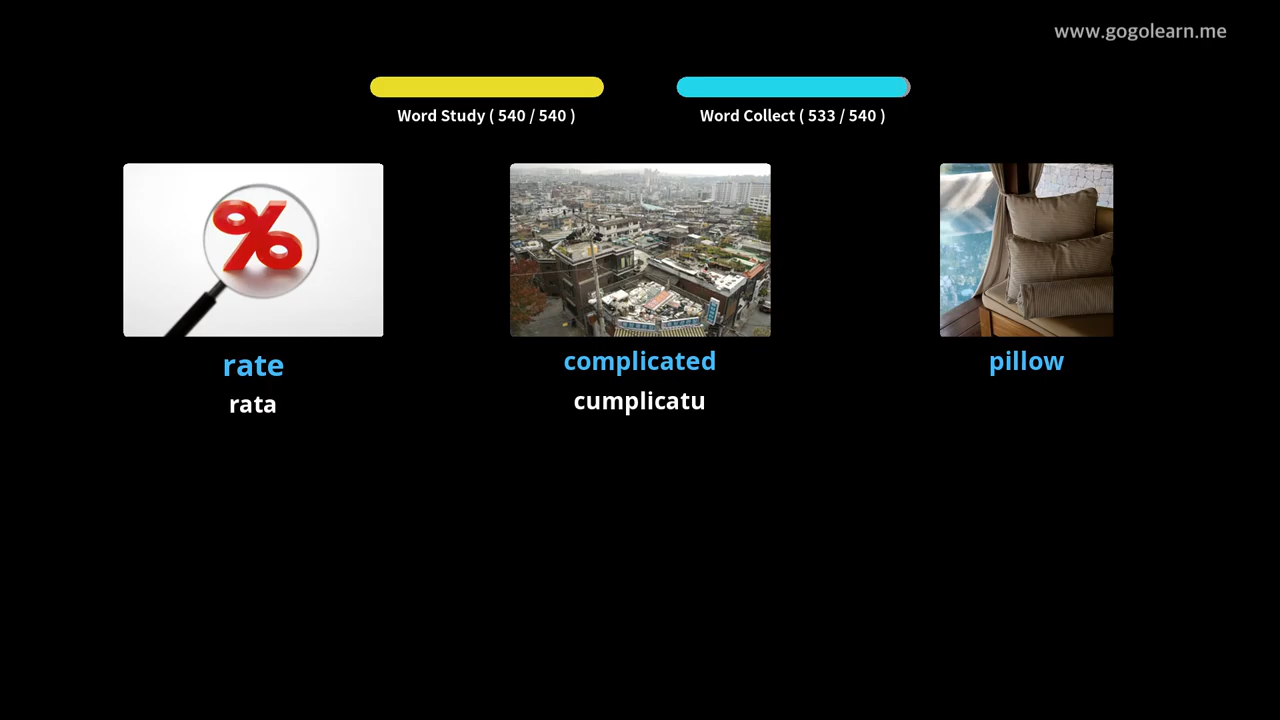 www.gogolearn.me
Word Study ( 540 / 540 )
Word Collect ( 533 / 540 )
%
rate
rata
complicated
cumplicatu
pillow